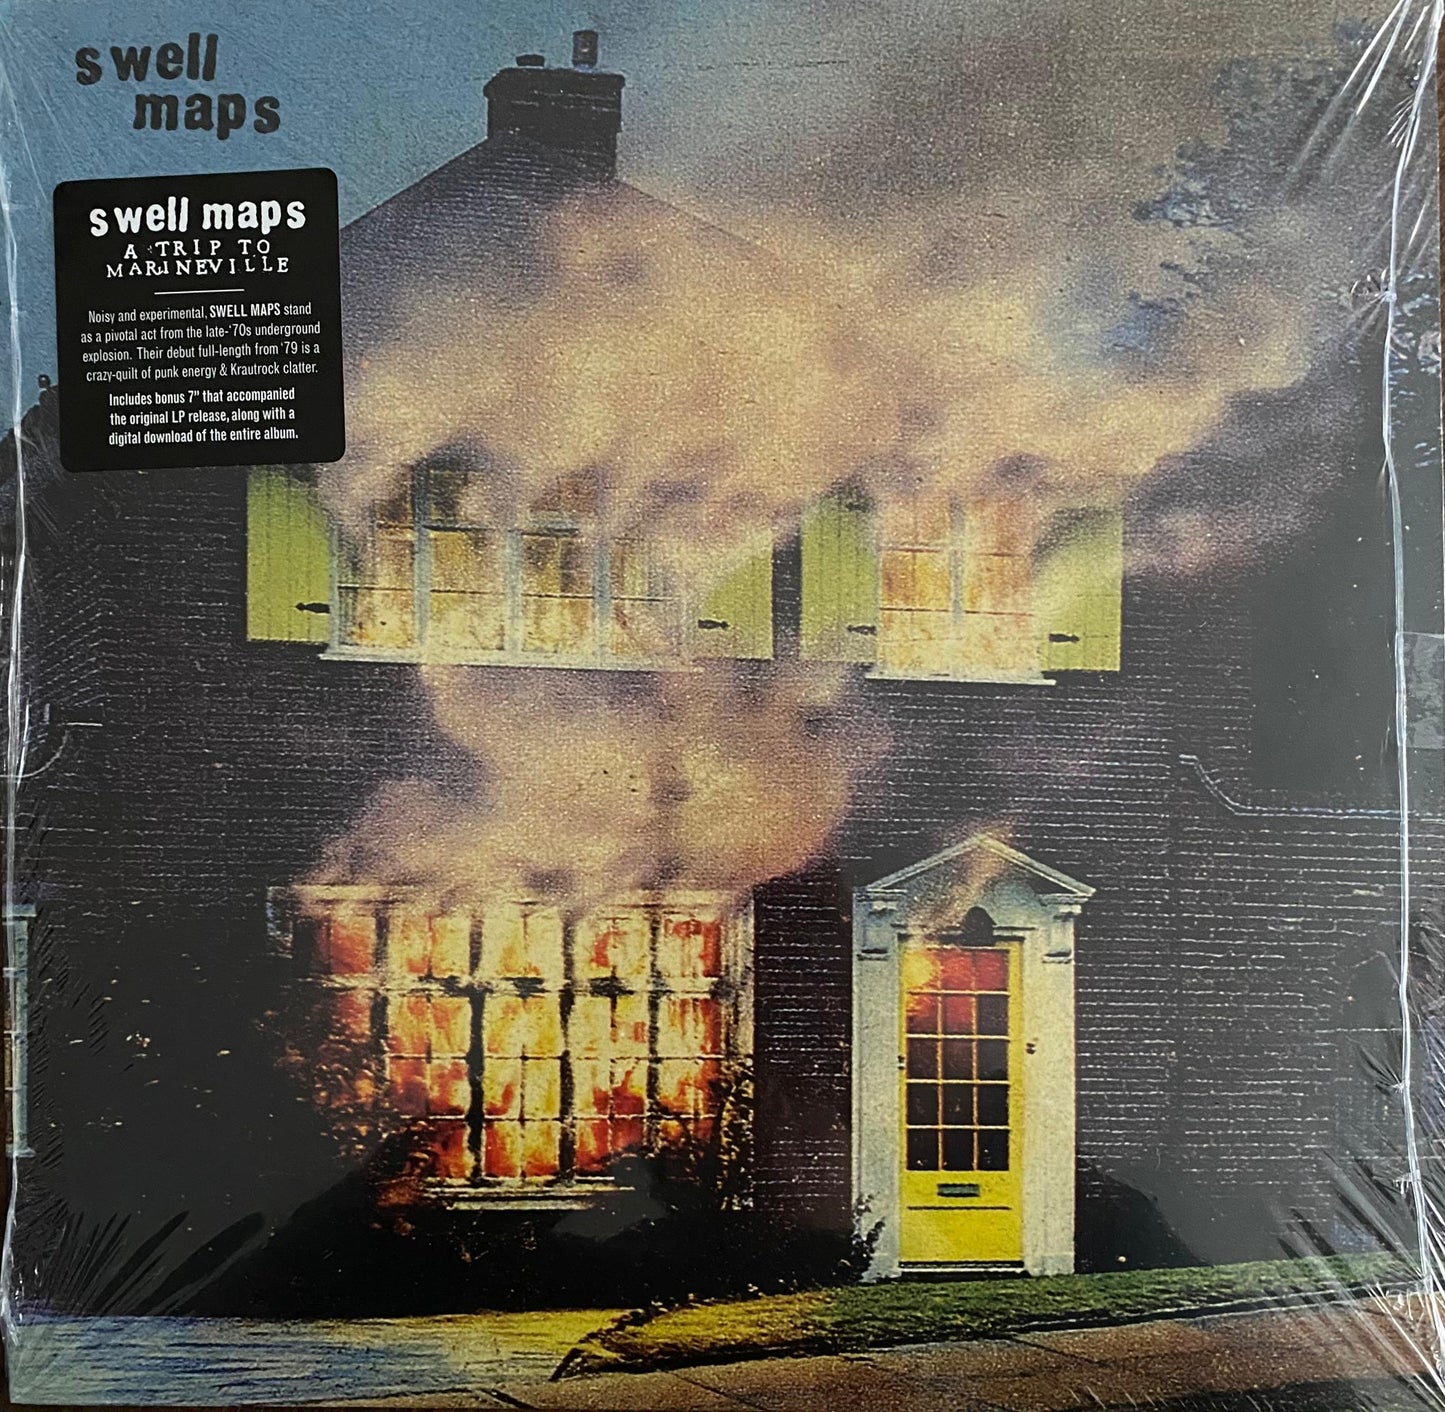 swell
maps
swell maps
A TRIP TO
MARINEVILLE
Noisy and experimental, SWELL MAPS stand
as a pivotal act from the late-'70s underground
explosion. Their debut full-length from '79 is a
crazy-quilt of punk energy & Krautrock clatter.
Includes bonus 7" that accompanied
the original LP release, along with a
digital download of the entire album.